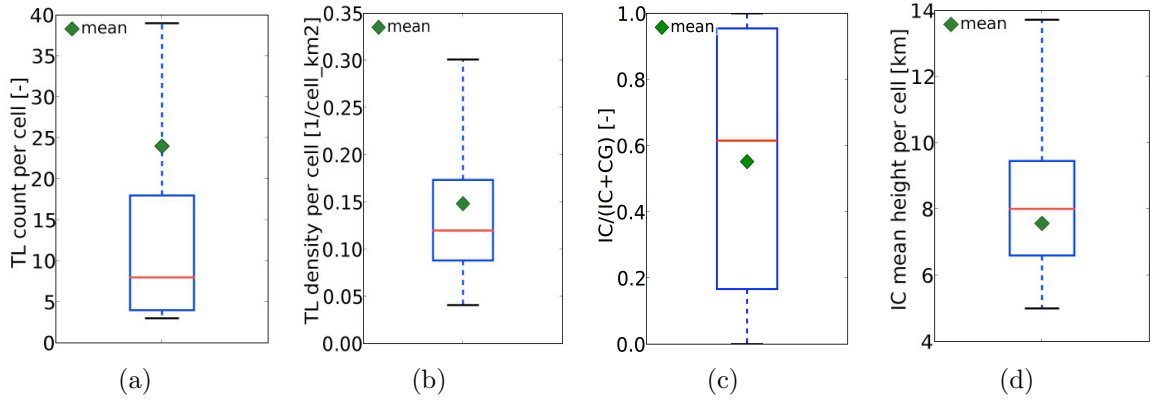 TL count per cell [-]
40
35
30
25
20
15
10
5
0
mean
(a)
TL density per cell [1/cell_km2]
0.35
0.30
0.25
0.20
0.15
0.10
0.05
0.00
mean
(b)
IC/(IC+CG) [-]
1.0
0.8
0.6
0.4
0.2
0.0
mean
(c)
IC mean height per cell [km]
14
12
10
8
6
4
mean
(d)